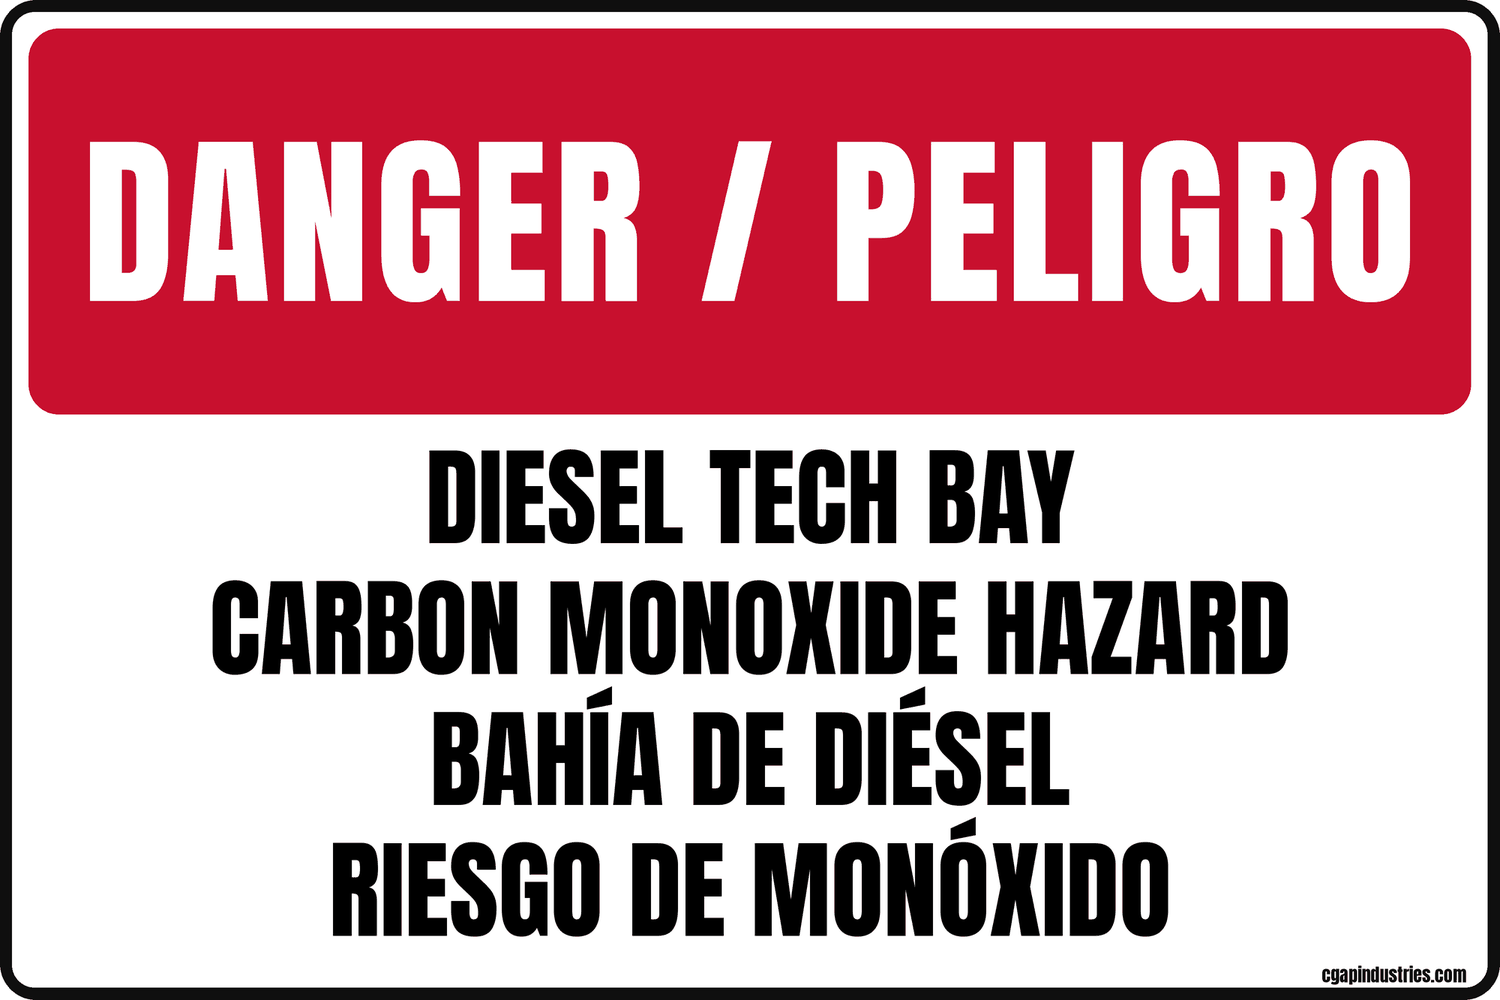 DANGER / PELIGRO
DIESEL TECH BAY
CARBON MONOXIDE HAZARD
BAHÍA DE DIÉSEL
RIESGO DE MONÓXIDO
cgapindustries.com